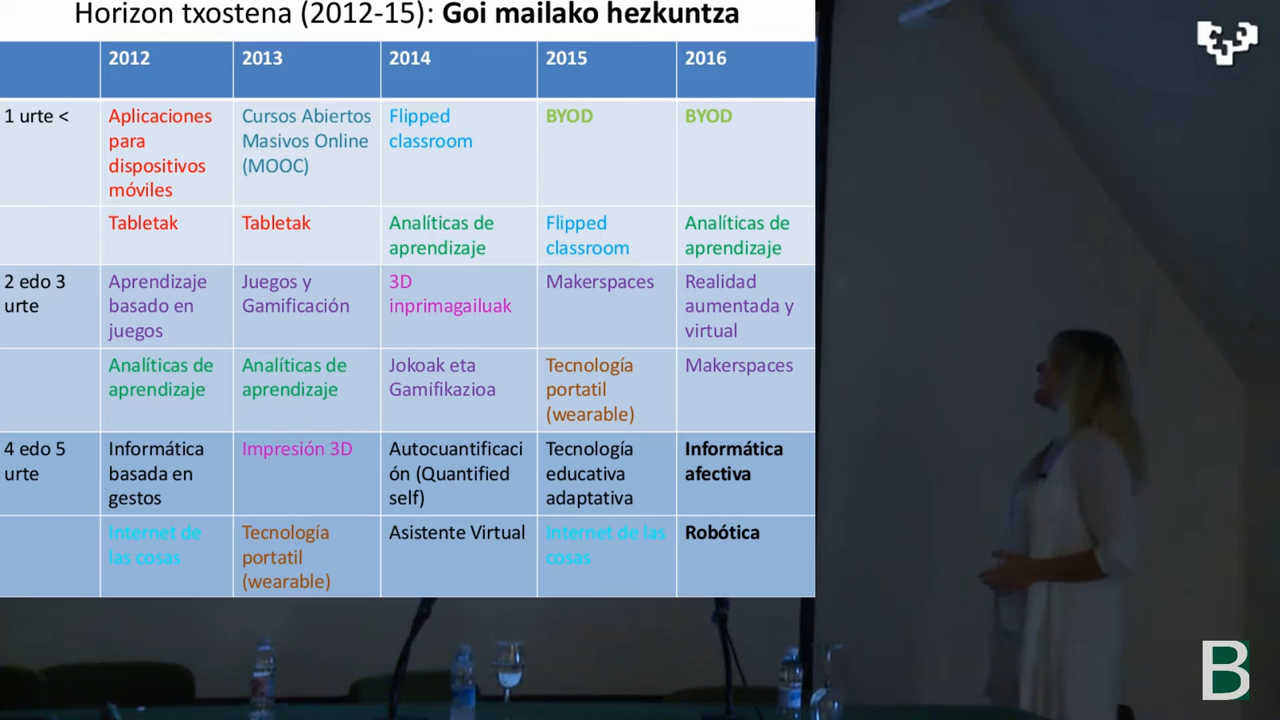 Horizon txostena (2012-15): Goi mailako hezkuntza
2012 2013 2014 2015 2016
1 urte < Aplicaciones para dispositivos móviles Cursos Abiertos Masivos Online (MOOC) Flipped classroom BYOD BYOD
Tabletak Tabletak Analíticas de aprendizaje Flipped classroom Analíticas de aprendizaje
2 edo 3 urte Aprendizaje basado en juegos Juegos y Gamificación 3D inprimagailuak Makerspaces Realidad aumentada y virtual
Analíticas de aprendizaje Analíticas de aprendizaje Jokoak eta Gamifikazioa Tecnología portatil (wearable) Makerspaces
4 edo 5 urte Informática basada en gestos Impresión 3D Autocuantificación (Quantified self) Tecnología educativa adaptativa Informática afectiva
Internet de las cosas Tecnología portatil (wearable) Asistente Virtual Internet de las cosas Robótica
B